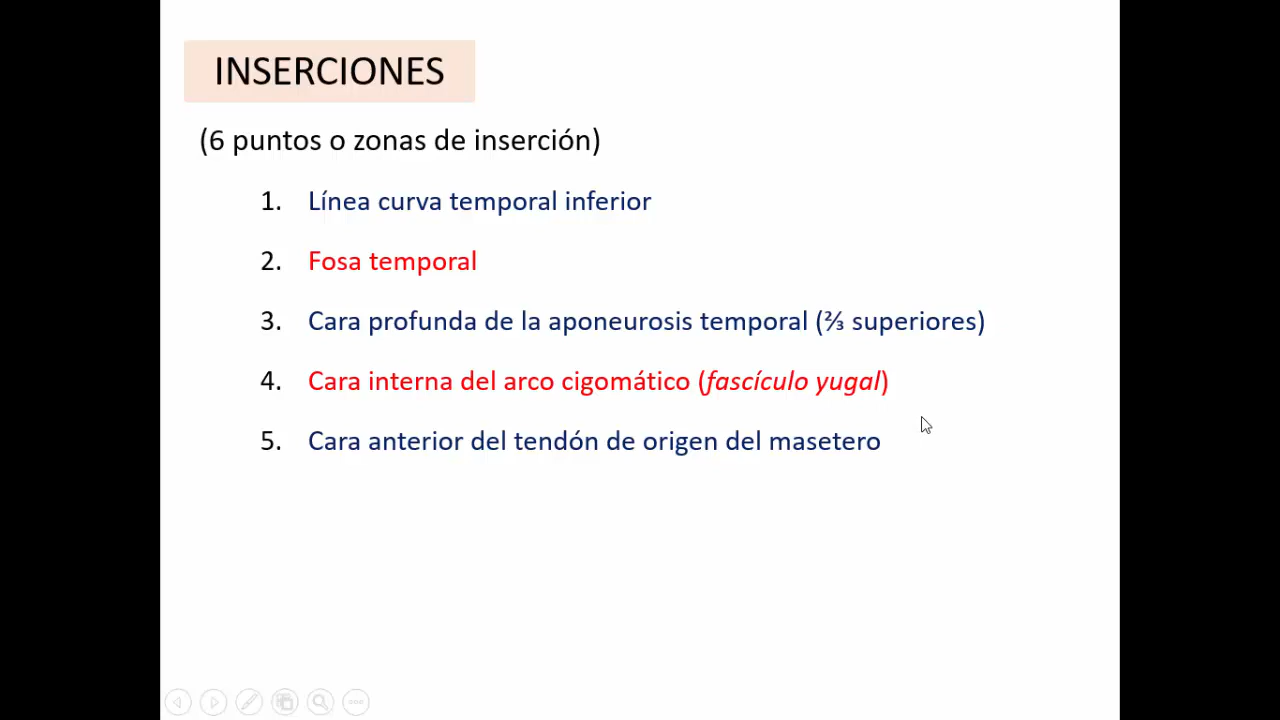 INSERCIONES
(6 puntos o zonas de inserción)
1. Línea curva temporal inferior
2. Fosa temporal
3. Cara profunda de la aponeurosis temporal (⅔ superiores)
4. Cara interna del arco cigomático (fascículo yugal)
5. Cara anterior del tendón de origen del masetero